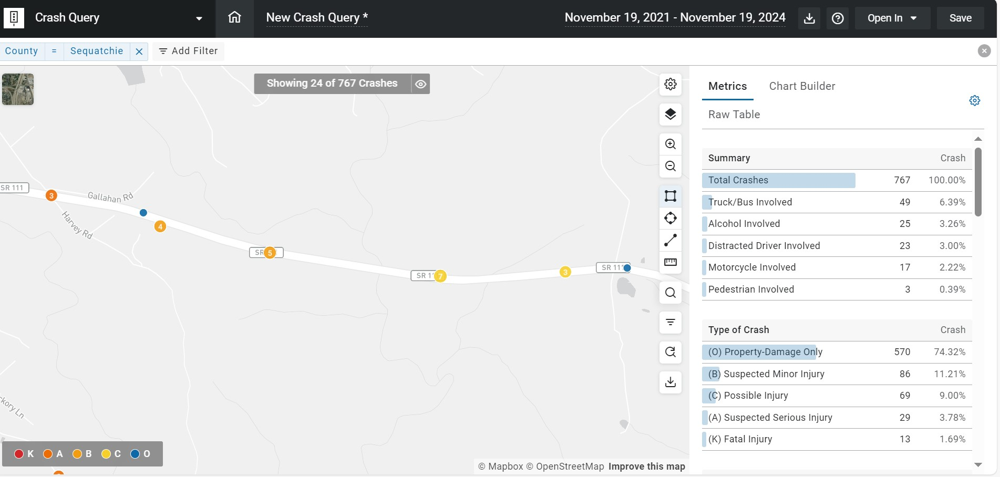 Crash Query
New Crash Query *
November 19, 2021 - November 19, 2024
Open In
Save
County = Sequatchie
Add Filter
Showing 24 of 767 Crashes
Metrics
Chart Builder
Raw Table
Summary Crash
Total Crashes 767 100.00%
Truck/Bus Involved 49 6.39%
Alcohol Involved 25 3.26%
Distracted Driver Involved 23 3.00%
Motorcycle Involved 17 2.22%
Pedestrian Involved 3 0.39%
Type of Crash Crash
(O) Property-Damage Only 570 74.32%
(B) Suspected Minor Injury 86 11.21%
(C) Possible Injury 69 9.00%
(A) Suspected Serious Injury 29 3.78%
(K) Fatal Injury 13 1.69%
SR 111
3
Gallahan Rd
Harvey Rd
4
SR
5
SR 11
7
3
SR 111
ckory Ln
K A B C O
© Mapbox © OpenStreetMap Improve this map